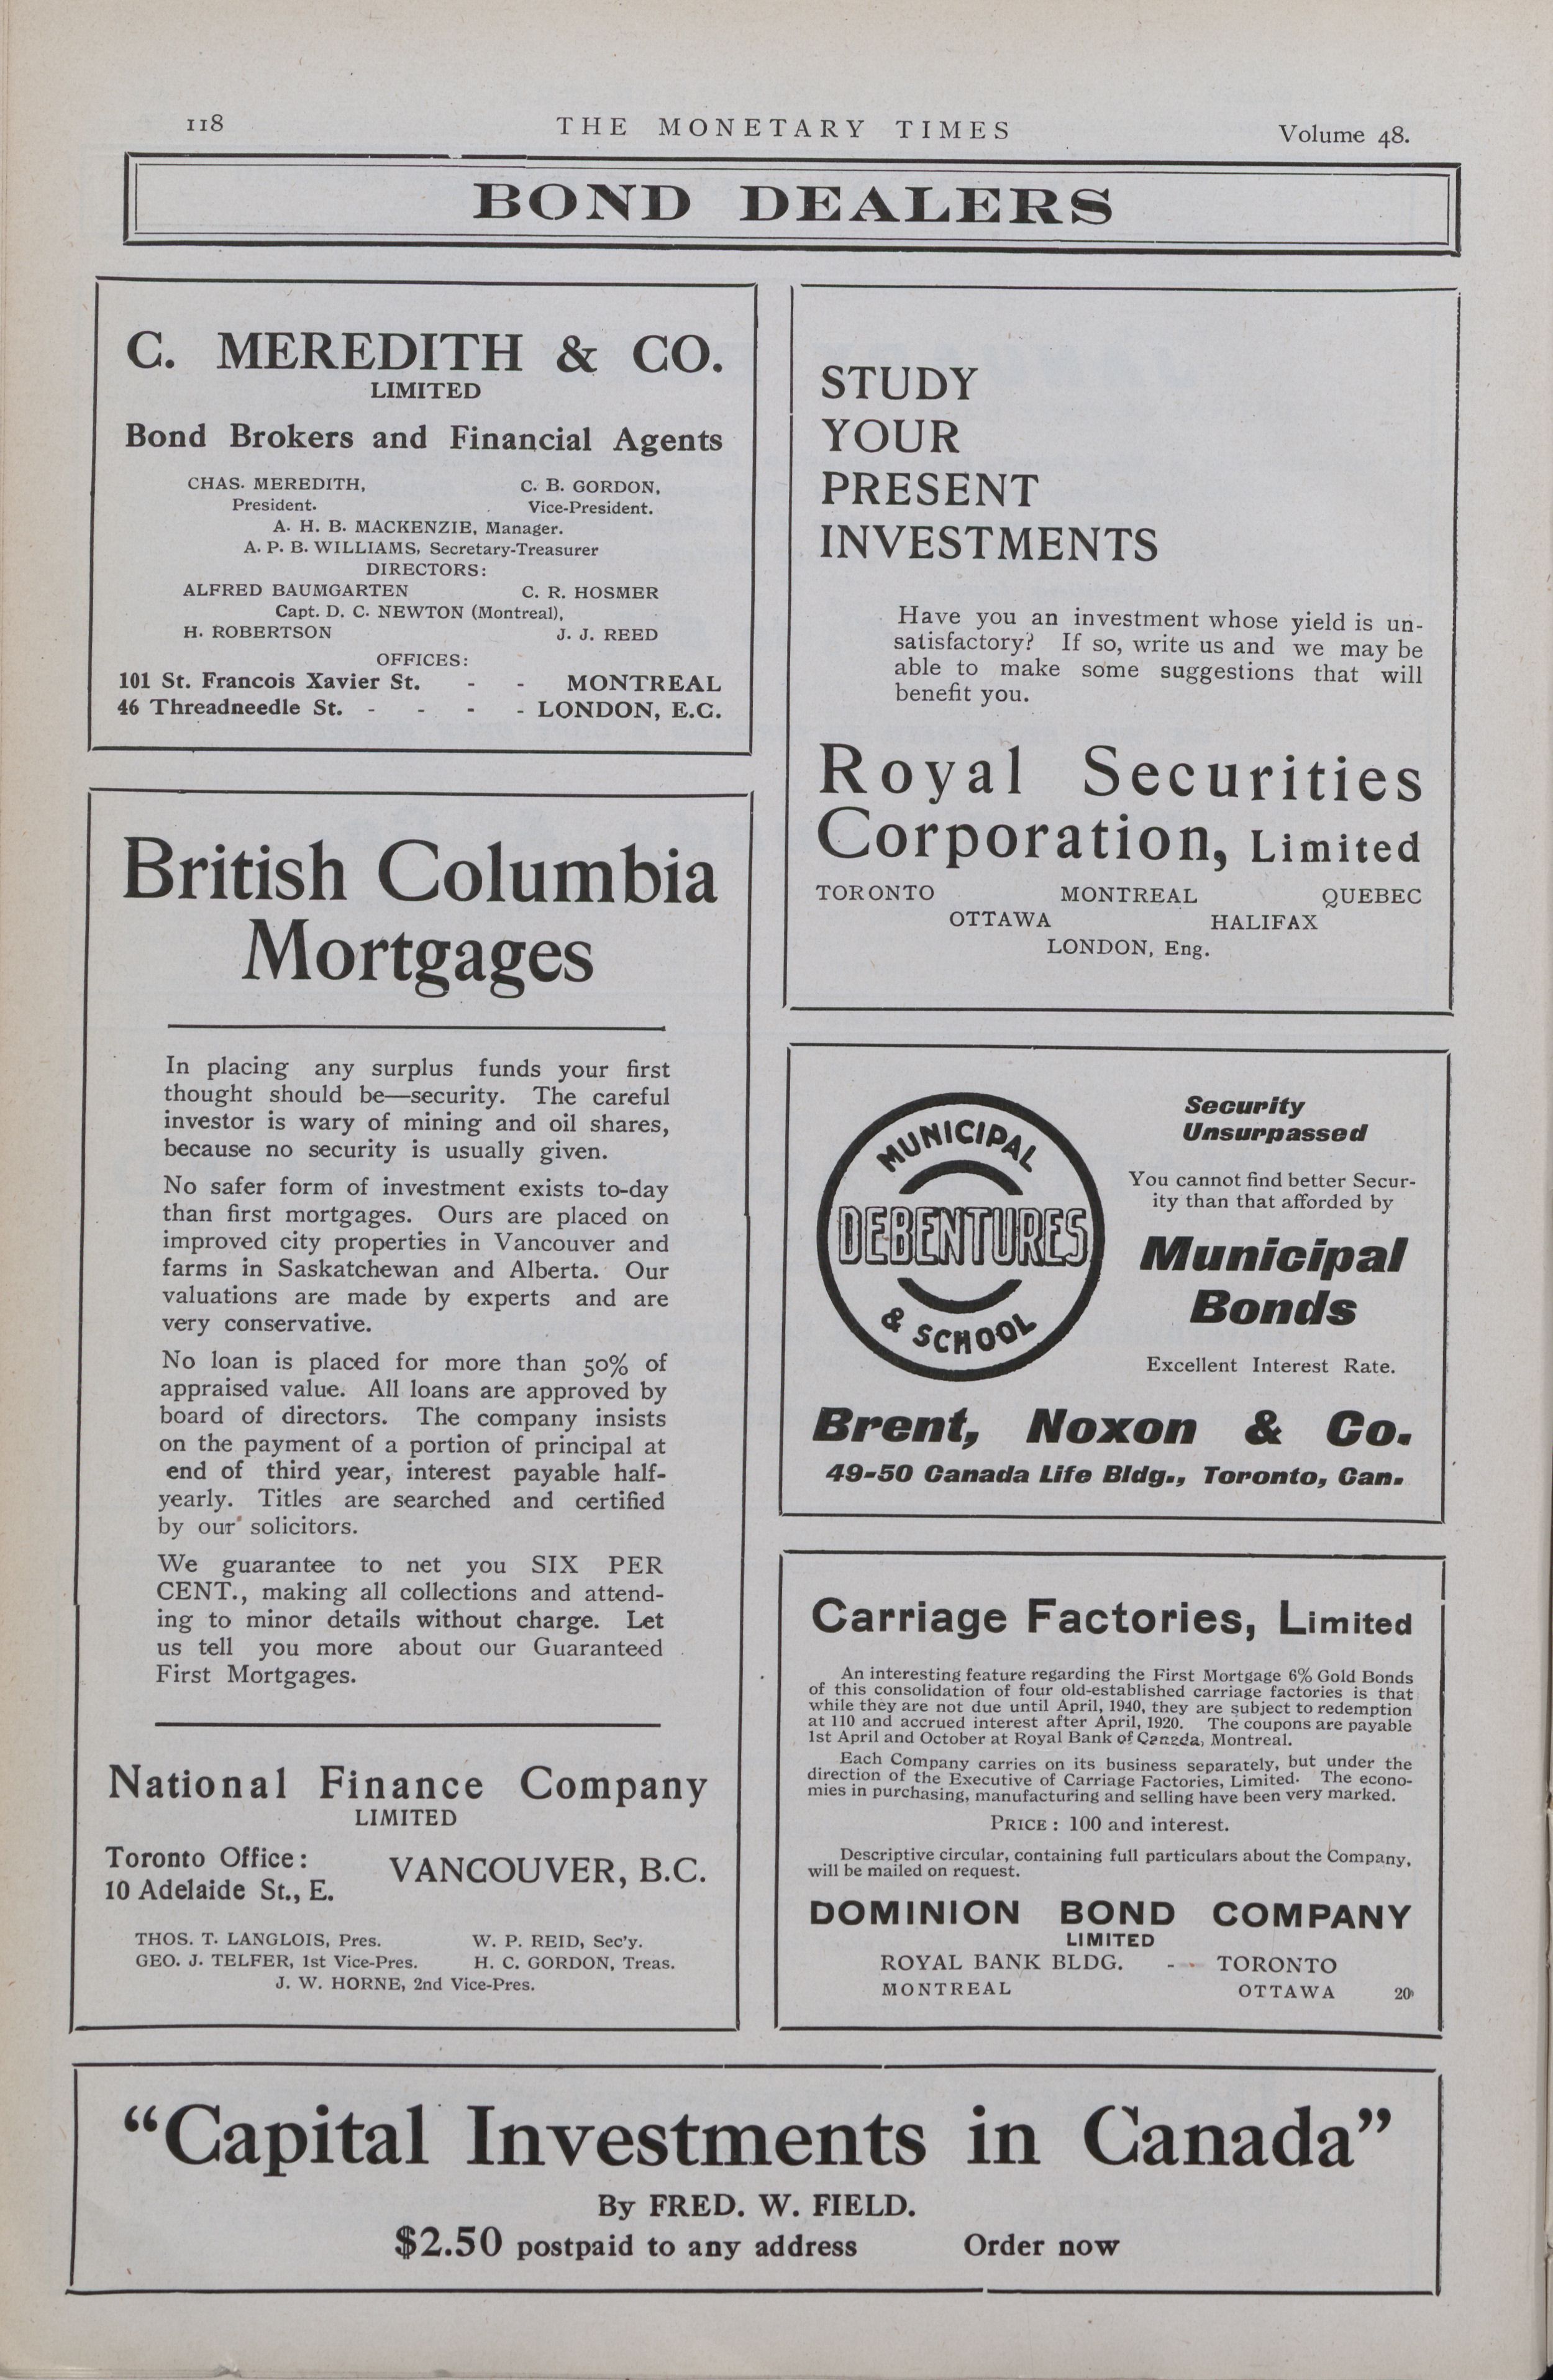 118
THE MONETARY TIMES
Volume 48.
BOND DEALERS
C. MEREDITH & CO.
LIMITED
Bond Brokers and Financial Agents
CHAS. MEREDITH, C. B. GORDON,
President. Vice-President.
A. H. B. MACKENZIE, Manager.
A. P. B. WILLIAMS, Secretary-Treasurer
DIRECTORS:
ALFRED BAUMGARTEN C. R. HOSMER
Capt. D. C. NEWTON (Montreal),
H. ROBERTSON J. J. REED
OFFICES:
101 St. Francois Xavier St. - - MONTREAL
46 Threadneedle St. - - - - LONDON, E.C.
British Columbia
Mortgages
In placing any surplus funds your first
thought should be—security. The careful
investor is wary of mining and oil shares,
because no security is usually given.
No safer form of investment exists to-day
than first mortgages. Ours are placed on
improved city properties in Vancouver and
farms in Saskatchewan and Alberta. Our
valuations are made by experts and are
very conservative.
No loan is placed for more than 50% of
appraised value. All loans are approved by
board of directors. The company insists
on the payment of a portion of principal at
end of third year, interest payable half-
yearly. Titles are searched and certified
by our solicitors.
We guarantee to net you SIX PER
CENT., making all collections and attend-
ing to minor details without charge. Let
us tell you more about our Guaranteed
First Mortgages.
National Finance Company
LIMITED
Toronto Office:
10 Adelaide St., E.
VANCOUVER, B.C.
THOS. T. LANGLOIS, Pres. W. P. REID, Sec'y.
GEO. J. TELFER, 1st Vice-Pres. H. C. GORDON, Treas.
J. W. HORNE, 2nd Vice-Pres.
STUDY
YOUR
PRESENT
INVESTMENTS
Have you an investment whose yield is un-
satisfactory? If so, write us and we may be
able to make some suggestions that will
benefit you.
Royal Securities
Corporation, Limited
TORONTO MONTREAL QUEBEC
OTTAWA HALIFAX
LONDON, Eng.
MUNICIPAL
DEBENTURES
& SCHOOL
Security
Unsurpassed
You cannot find better Secur-
ity than that afforded by
Municipal
Bonds
Excellent Interest Rate.
Brent, Noxon & Co.
49-50 Canada Life Bldg., Toronto, Can.
Carriage Factories, Limited
An interesting feature regarding the First Mortgage 6% Gold Bonds
of this consolidation of four old-established carriage factories is that
while they are not due until April, 1940, they are subject to redemption
at 110 and accrued interest after April, 1920. The coupons are payable
1st April and October at Royal Bank of Canada, Montreal.
Each Company carries on its business separately, but under the
direction of the Executive of Carriage Factories, Limited. The econo-
mies in purchasing, manufacturing and selling have been very marked.
PRICE: 100 and interest.
Descriptive circular, containing full particulars about the Company,
will be mailed on request.
DOMINION BOND COMPANY
LIMITED
ROYAL BANK BLDG. - - TORONTO
MONTREAL OTTAWA 20
"Capital Investments in Canada"
By FRED. W. FIELD.
$2.50 postpaid to any address Order now